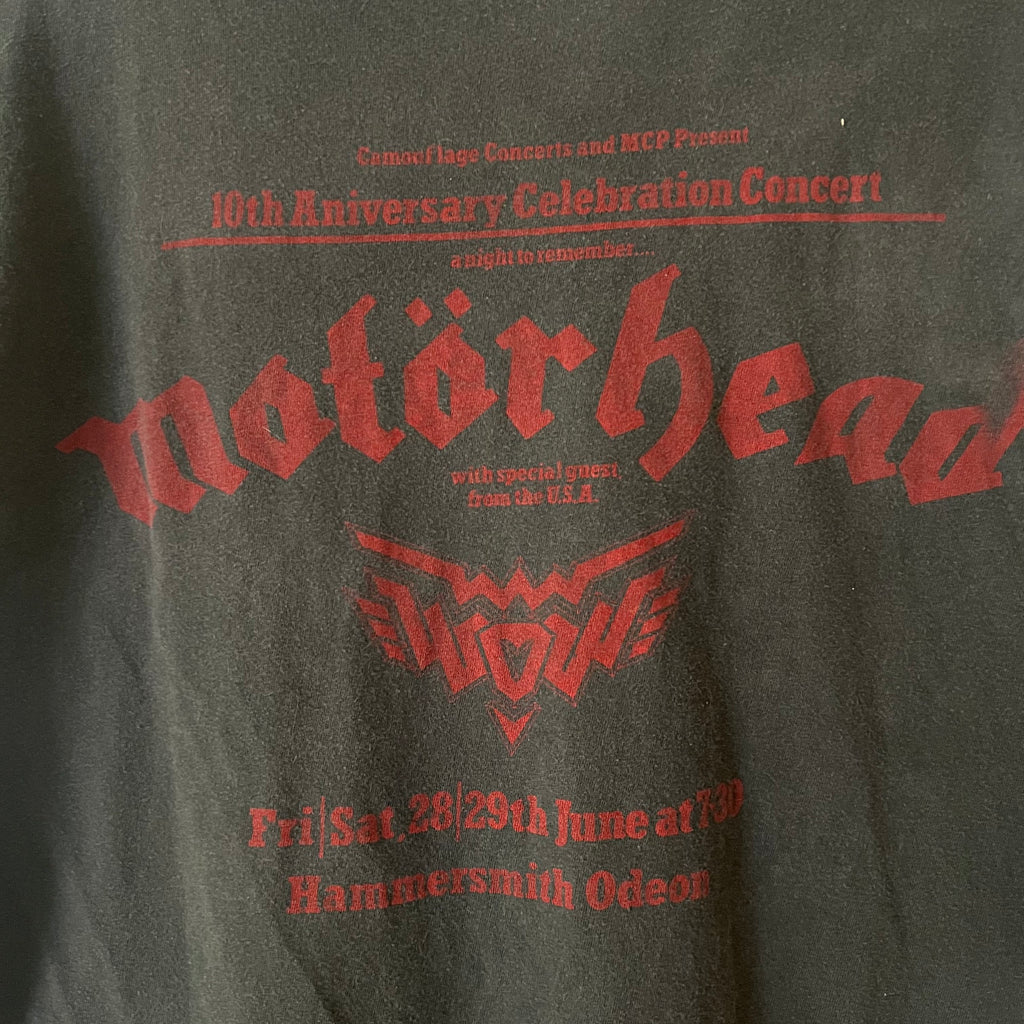 Camouflage Concerts and MCP Present
10th Aniversary Celebration Concert
a night to remember....
motörhead
with special guest
from the U.S.A.
WOW
Fri|Sat, 28|29th June at 7·30
Hammersmith Odeon